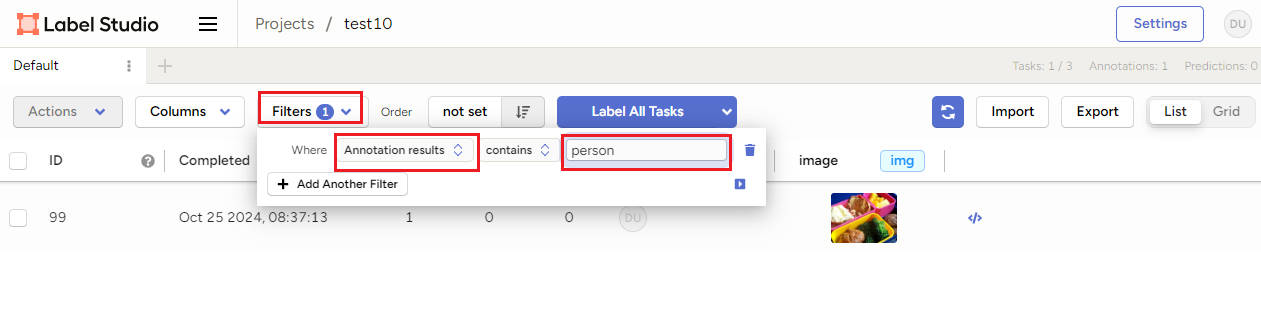 Label Studio Projects / test10 Settings DU
Default Tasks: 1 / 3 Annotations: 1 Predictions: 0
Actions Columns Filters 1 Order not set Label All Tasks Import Export List Grid
Where Annotation results contains person
ID ? Completed image img
+ Add Another Filter
99 Oct 25 2024, 08:37:13 1 0 0 DU </>